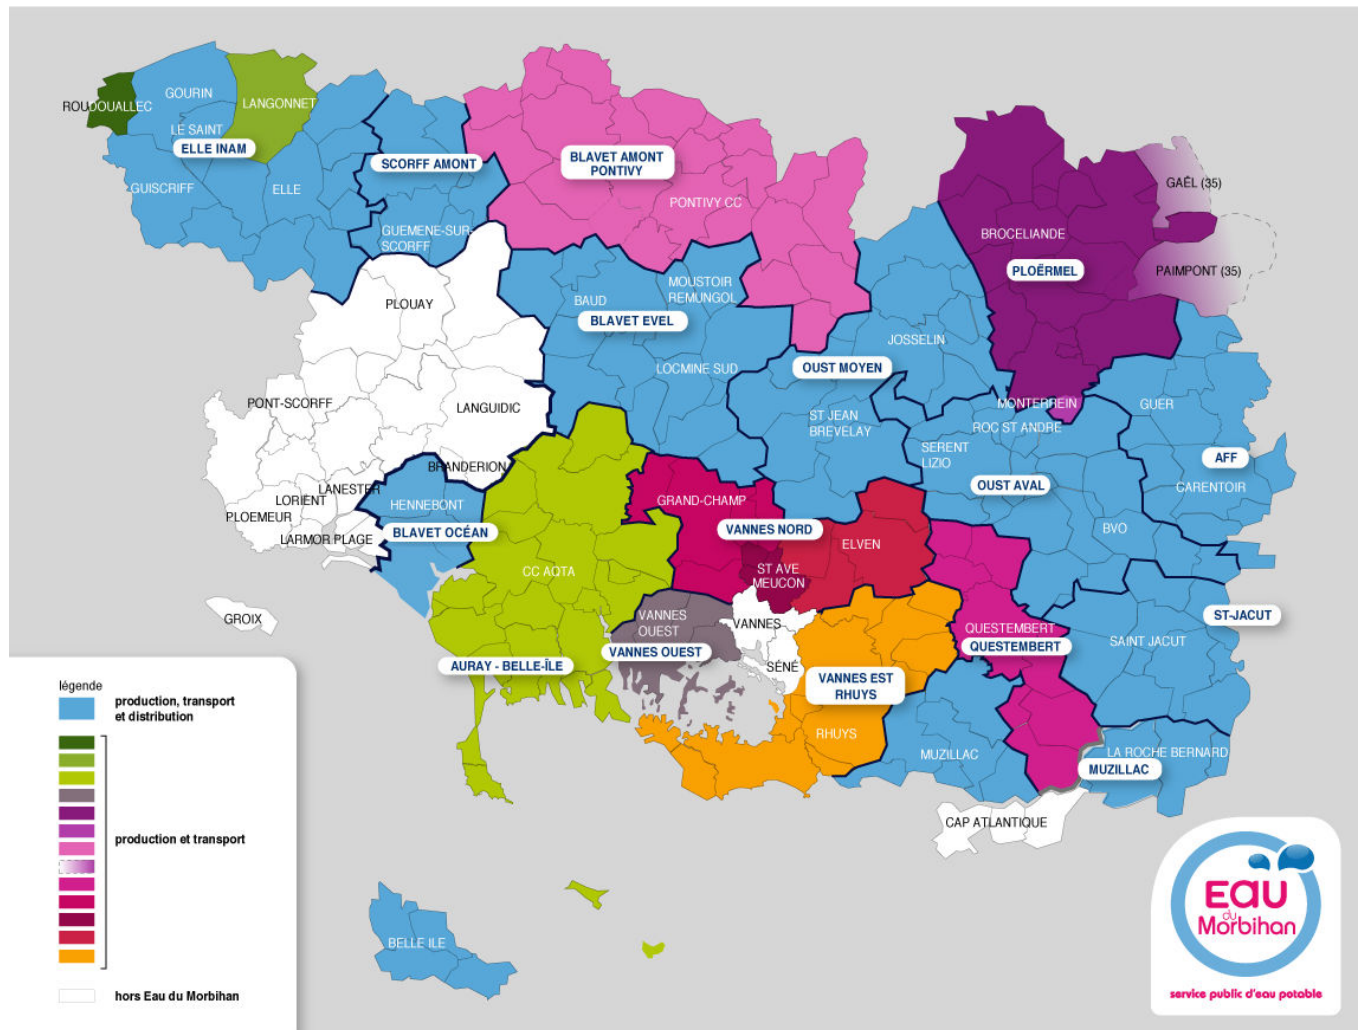 ROUDOUALLEC
GOURIN
LANGONNET
LE SAINT
ELLE INAM
GUISCRIFF
ELLE
SCORFF AMONT
GUEMENE-SUR-
SCORFF
BLAVET AMONT
PONTIVY
PONTIVY CC
GAËL (35)
BROCELIANDE
PLOËRMEL
PAIMPONT (35)
PLOUAY
BAUD
MOUSTOIR
REMUNGOL
BLAVET EVEL
LOCMINE SUD
JOSSELIN
OUST MOYEN
PONT-SCORFF
LANGUIDIC
ST JEAN
BREVELAY
MONTERREIN
GUER
ROC ST ANDRE
SERENT
LIZIO
AFF
BRANDERION
LANESTER
LORIENT
PLOEMEUR
LARMOR PLAGE
HENNEBONT
BLAVET OCÉAN
GRAND-CHAMP
VANNES NORD
OUST AVAL
CARENTOIR
BVO
ELVEN
CC AQTA
ST AVE
MEUCON
GROIX
VANNES
OUEST
VANNES
VANNES OUEST
SÉNÉ
QUESTEMBERT
QUESTEMBERT
ST-JACUT
SAINT JACUT
AURAY - BELLE-ÎLE
VANNES EST
RHUYS
RHUYS
MUZILLAC
LA ROCHE BERNARD
MUZILLAC
CAP ATLANTIQUE
BELLE ILE
légende
production, transport
et distribution
production et transport
hors Eau du Morbihan
Eau
du
Morbihan
service public d'eau potable